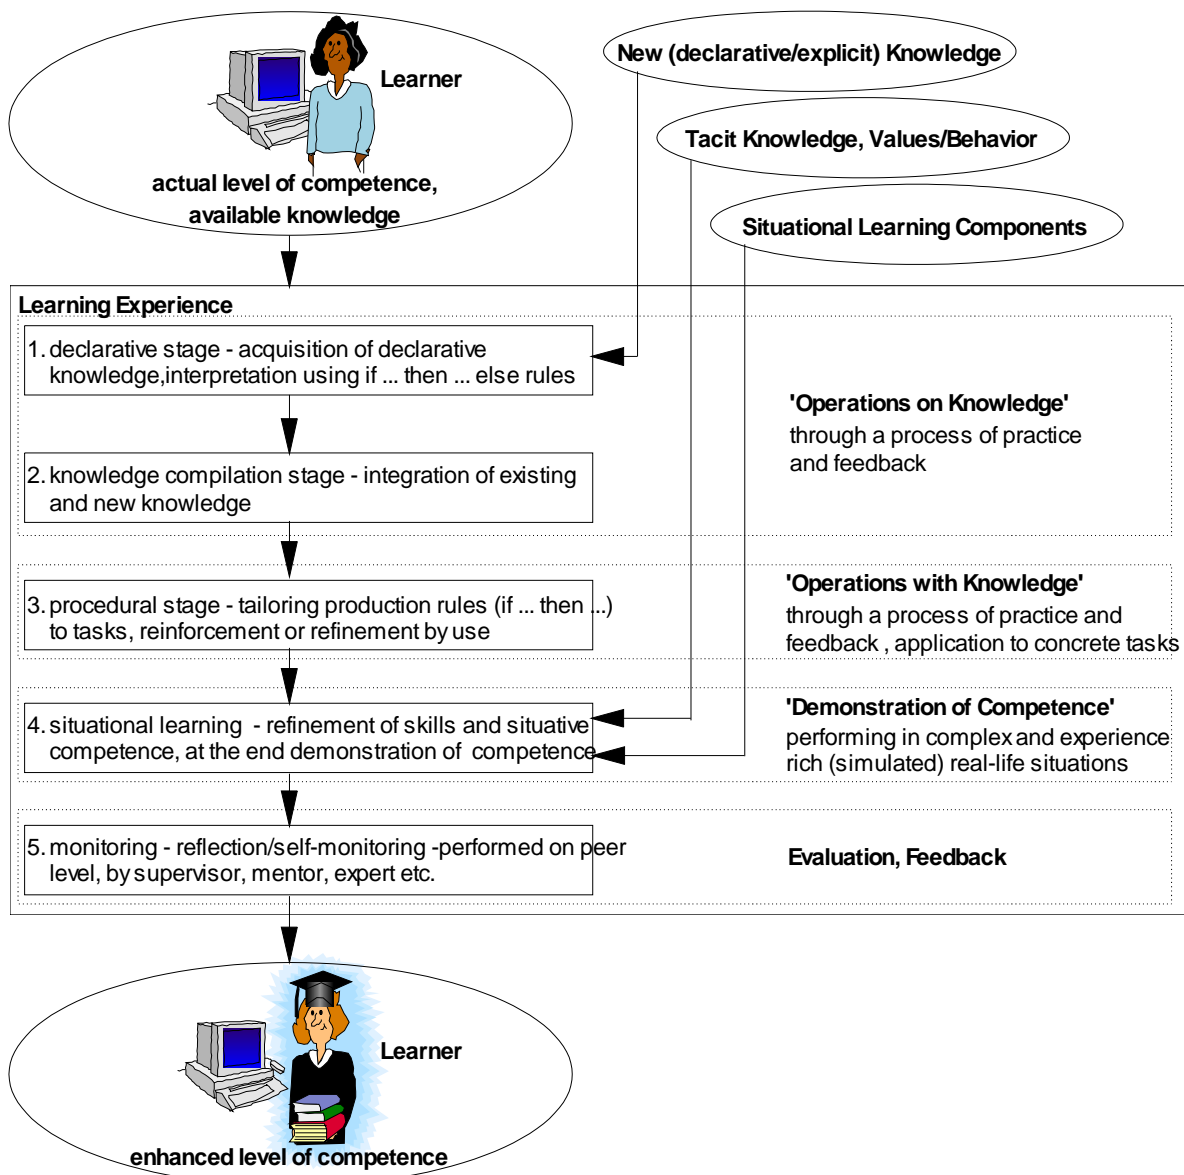 Learner
actual level of competence,
available knowledge
New (declarative/explicit) Knowledge
Tacit Knowledge, Values/Behavior
Situational Learning Components
Learning Experience
1. declarative stage - acquisition of declarative
knowledge,interpretation using if ... then ... else rules
2. knowledge compilation stage - integration of existing
and new knowledge
'Operations on Knowledge'
through a process of practice
and feedback
3. procedural stage - tailoring production rules (if ... then ...)
to tasks, reinforcement or refinement by use
'Operations with Knowledge'
through a process of practice and
feedback , application to concrete tasks
4. situational learning - refinement of skills and situative
competence, at the end demonstration of competence
'Demonstration of Competence'
performing in complex and experience
rich (simulated) real-life situations
5. monitoring - reflection/self-monitoring -performed on peer
level, by supervisor, mentor, expert etc.
Evaluation, Feedback
Learner
enhanced level of competence